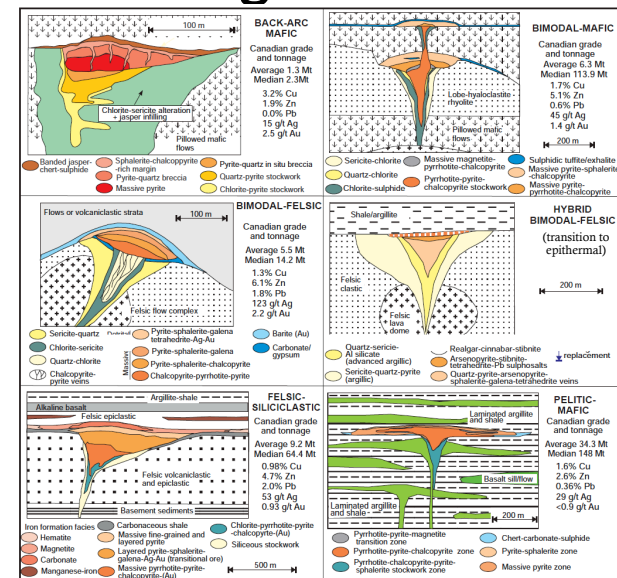 100 m
BACK-ARC
MAFIC
Canadian grade
and tonnage
Average 1.3 Mt
Median 2.3Mt
3.2% Cu
1.9% Zn
0.0% Pb
15 g/t Ag
2.5 g/t Au
Chlorite-sericite alteration
+ jasper infilling
Pillowed mafic
flows
Banded jasper-
chert-sulphide
Sphalerite-chalcopyrite
-rich margin
Pyrite-quartz breccia
Massive pyrite
Pyrite-quartz in situ breccia
Quartz-pyrite stockwork
Chlorite-pyrite stockwork
BIMODAL-MAFIC
Canadian grade
and tonnage
Average 6.3 Mt
Median 113.9 Mt
1.7% Cu
5.1% Zn
0.6% Pb
45 g/t Ag
1.4 g/t Au
200 m
Lobe-hyaloclastite
rhyolite
Pillowed mafic
flows
Sericite-chlorite
Quartz-chlorite
Chlorite-sulphide
Massive magnetite-
pyrrhotite-chalcopyrite
Pyrrhotite-pyrite-
chalcopyrite stockwork
Sulphidic tuffite/exhalite
Massive pyrite-sphalerite
-chalcopyrite
Massive pyrite-
pyrrhotite-chalcopyrite
BIMODAL-FELSIC
Flows or volcaniclastic strata
100 m
Canadian grade
and tonnage
Average 5.5 Mt
Median 14.2 Mt
1.3% Cu
6.1% Zn
1.8% Pb
123 g/t Ag
2.2 g/t Au
Felsic flow complex
Sericite-quartz
Chlorite-sericite
Quartz-chlorite
Chalcopyrite-
pyrite veins
Massive
Pyrite-sphalerite-galena
tetrahedrite-Ag-Au
Pyrite-sphalerite-galena
Pyrite-sphalerite-chalcopyrite
Chalcopyrite-pyrrhotite-pyrite
Barite (Au)
Carbonate/
gypsum
HYBRID
BIMODAL-FELSIC
(transition to
epithermal)
200 m
Shale/argillite
Felsic
clastic
Felsic
lava
dome
Quartz-sericie-
Al silicate
(advanced argillic)
Sericite-quartz-pyrite
(argillic)
Realgar-cinnabar-stibnite
Arsenopyrite-stibnite-
tetrahedrite-Pb sulphosalts
Quartz-pyrite-arsenopyrite-
sphalerite-galena-tetrahedrite veins
replacement
FELSIC-
SILICICLASTIC
Argillite-shale
Alkaline basalt
Felsic epiclastic
Canadian grade
and tonnage
Average 9.2 Mt
Median 64.4 Mt
0.98% Cu
4.7% Zn
2.0% Pb
53 g/t Ag
0.93 g/t Au
Felsic volcaniclastic
and epiclastic
Basement sediments
Iron formation facies
Hematite
Magnetite
Carbonate
Manganese-iron
Carbonaceous shale
Massive fine-grained and
layered pyrite
Layered pyrite-sphalerite-
galena-Ag-Au (transitional ore)
Massive pyrrhotite-pyrite-
chalcopyrite-(Au)
Chlorite-pyrrhotite-pyrite
-chalcopyrite-(Au)
Siliceous stockwork
500 m
PELITIC-
MAFIC
Canadian grade
and tonnage
Average 34.3 Mt
Median 148 Mt
1.6% Cu
2.6% Zn
0.36% Pb
29 g/t Ag
<0.9 g/t Au
Laminated argillite
and shale
Basalt sill/flow
Laminated argillite
and shale
200 m
Pyrrhotite-pyrite-magnetite
transition zone
Pyrrhotite-pyrite-chalcopyrite zone
Pyrrhotite-chalcopyrite-pyrite-
sphalerite stockwork zone
Chert-carbonate-sulphide
Pyrite-sphalerite zone
Massive pyrite zone